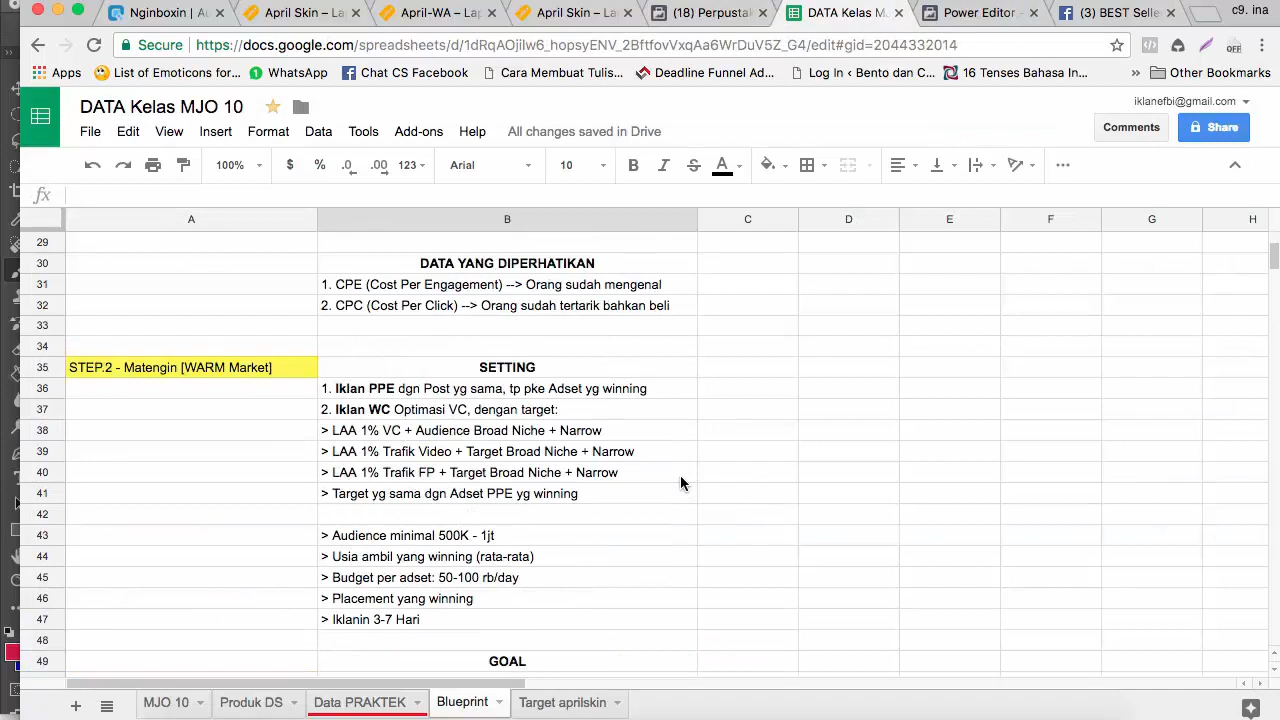 Nginboxin | A
April Skin – La
April-WA – La
April Skin – La
(18) Perpustak
DATA Kelas M
Power Editor -
(3) BEST Selle
c9. ina
Secure
https://docs.google.com/spreadsheets/d/1dRqAOjilw6_hopsyENV_2BftfovVxqAs6WrDuV5Z_G4/edit#gid=2044332014
Apps
List of Emoticons for...
WhatsApp
Chat CS Facebook
Cara Membuat Tulis...
Deadline Funnel Ad...
Log In ‹ Bento dan C...
16 Tenses Bahasa In...
» Other Bookmarks
DATA Kelas MJO 10
iklanefbi@gmail.com
File Edit View Insert Format Data Tools Add-ons Help All changes saved in Drive
Comments
Share
100% $ % .0 .00 123 Arial 10 B I S A
fx
A B C D E F G H
29
30 DATA YANG DIPERHATIKAN
31 1. CPE (Cost Per Engagement) --> Orang sudah mengenal
32 2. CPC (Cost Per Click) --> Orang sudah tertarik bahkan beli
33
34
35 STEP.2 - Matengin [WARM Market] SETTING
36 1. Iklan PPE dgn Post yg sama, tp pke Adset yg winning
37 2. Iklan WC Optimasi VC, dengan target:
38 > LAA 1% VC + Audience Broad Niche + Narrow
39 > LAA 1% Trafik Video + Target Broad Niche + Narrow
40 > LAA 1% Trafik FP + Target Broad Niche + Narrow
41 > Target yg sama dgn Adset PPE yg winning
42
43 > Audience minimal 500K - 1jt
44 > Usia ambil yang winning (rata-rata)
45 > Budget per adset: 50-100 rb/day
46 > Placement yang winning
47 > Iklanin 3-7 Hari
48
49 GOAL
MJO 10
Produk DS
Data PRAKTEK
Blueprint
Target aprilskin